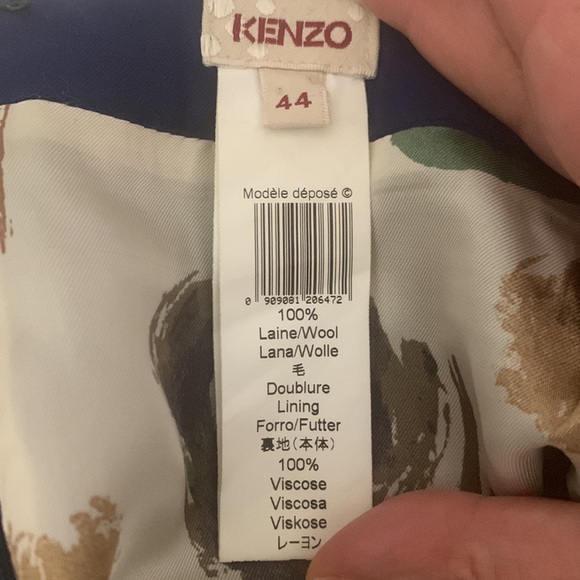 KENZO
44
Modèle déposé ©
0 909081 206472
100%
Laine/Wool
Lana/Wolle
毛
Doublure
Lining
Forro/Futter
裏地(本体)
100%
Viscose
Viscosa
Viskose
レーヨン